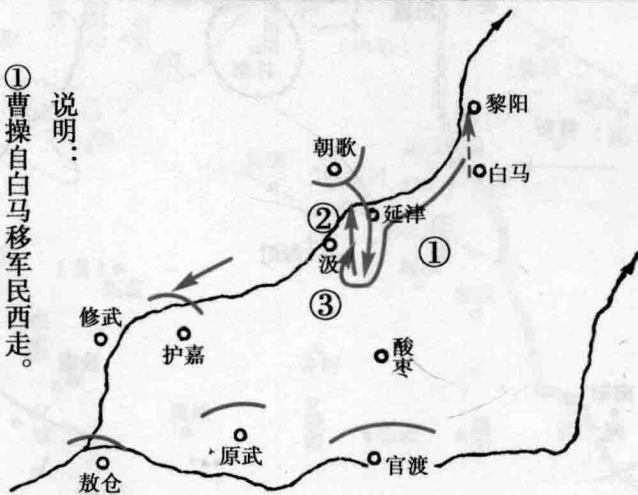 说明：
①曹操自白马移军民西走。
黎阳
白马
朝歌
延津
②
①
汲
③
修武
护嘉
酸枣
原武
官渡
敖仓